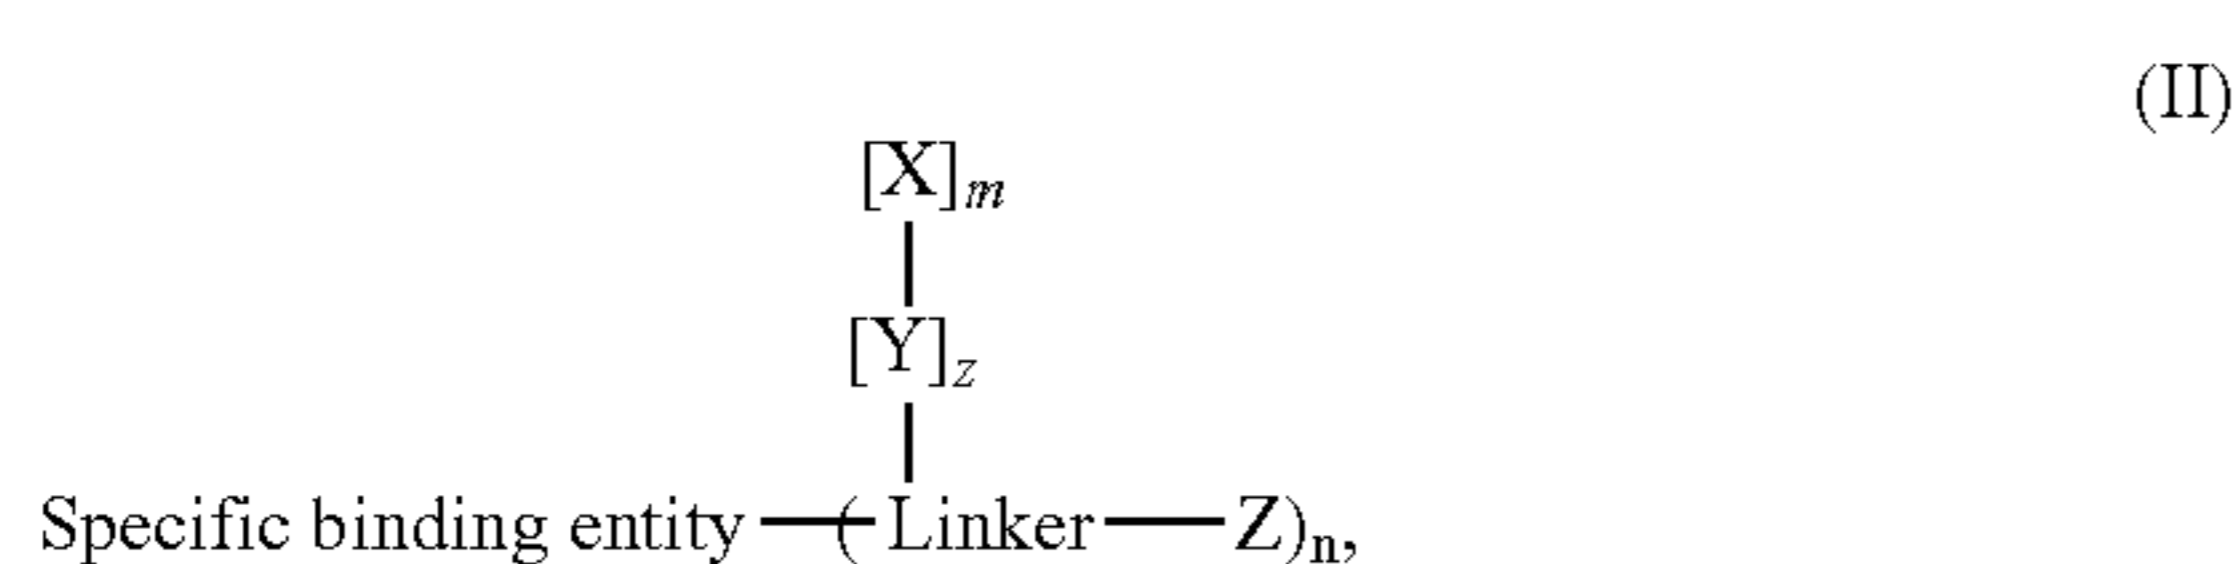 (II)
[X]m
[Y]z
Specific binding entity —(Linker — Z)n,